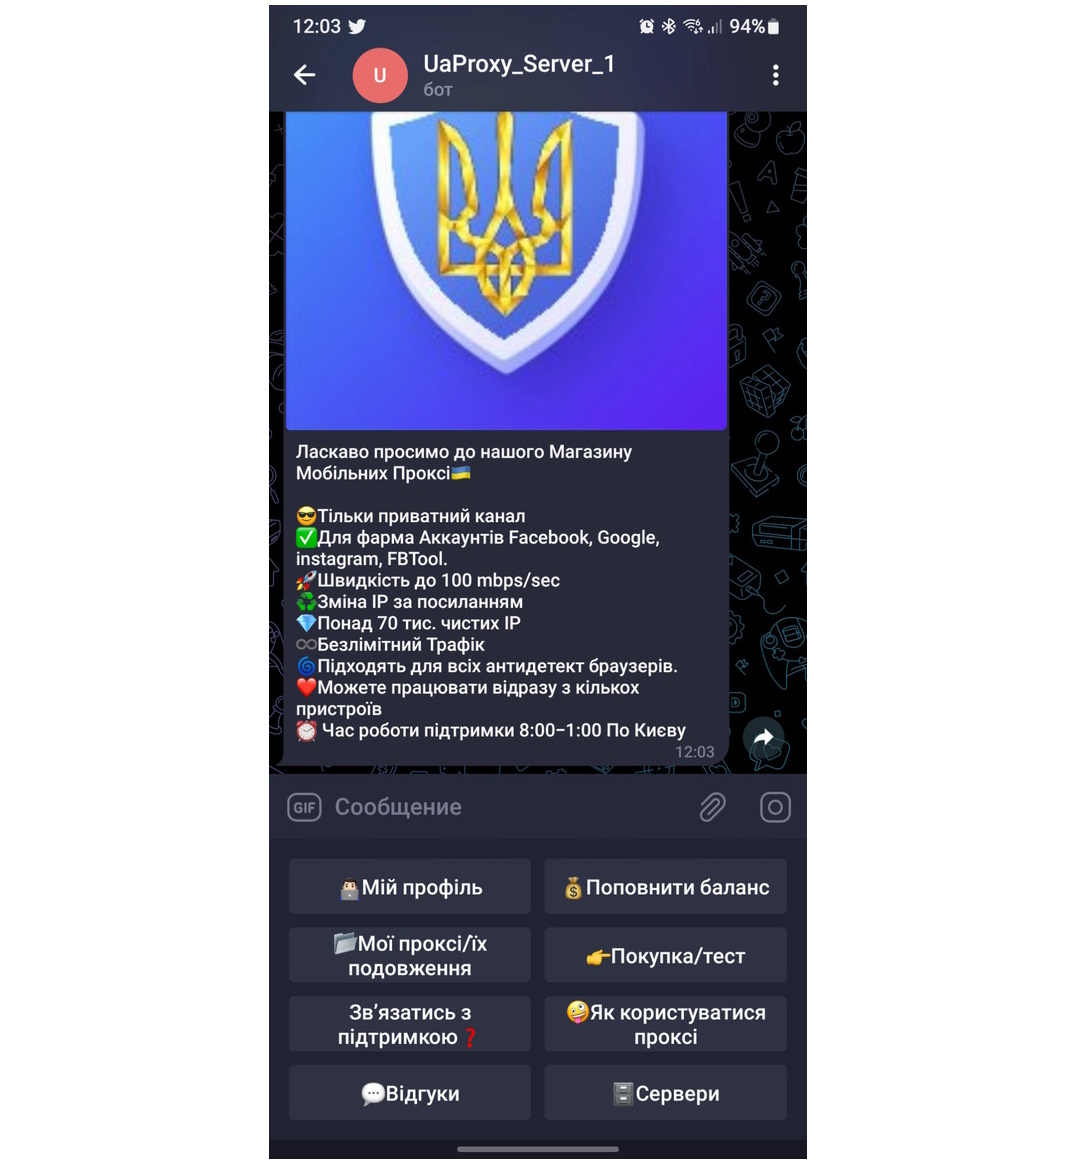 12:03
94%
U
UaProxy_Server_1
бот
Ласкаво просимо до нашого Магазину
Мобільних Проксі🇺🇦
😎Тільки приватний канал
✅Для фарма Аккаунтів Facebook, Google,
instagram, FBTool.
🚀Швидкість до 100 mbps/sec
♻️Зміна IP за посиланням
💎Понад 70 тис. чистих IP
♾Безлімітний Трафік
🌀Підходять для всіх антидетект браузерів.
❤️Можете працювати відразу з кількох
пристроїв
⏰ Час роботи підтримки 8:00–1:00 По Києву
12:03
GIF
Сообщение
👨🏻‍💻Мій профіль
💰Поповнити баланс
📂Мої проксі/їх
подовження
👉Покупка/тест
Зв’язатись з
підтримкою❓
🤪Як користуватися
проксі
💬Відгуки
🗄Сервери